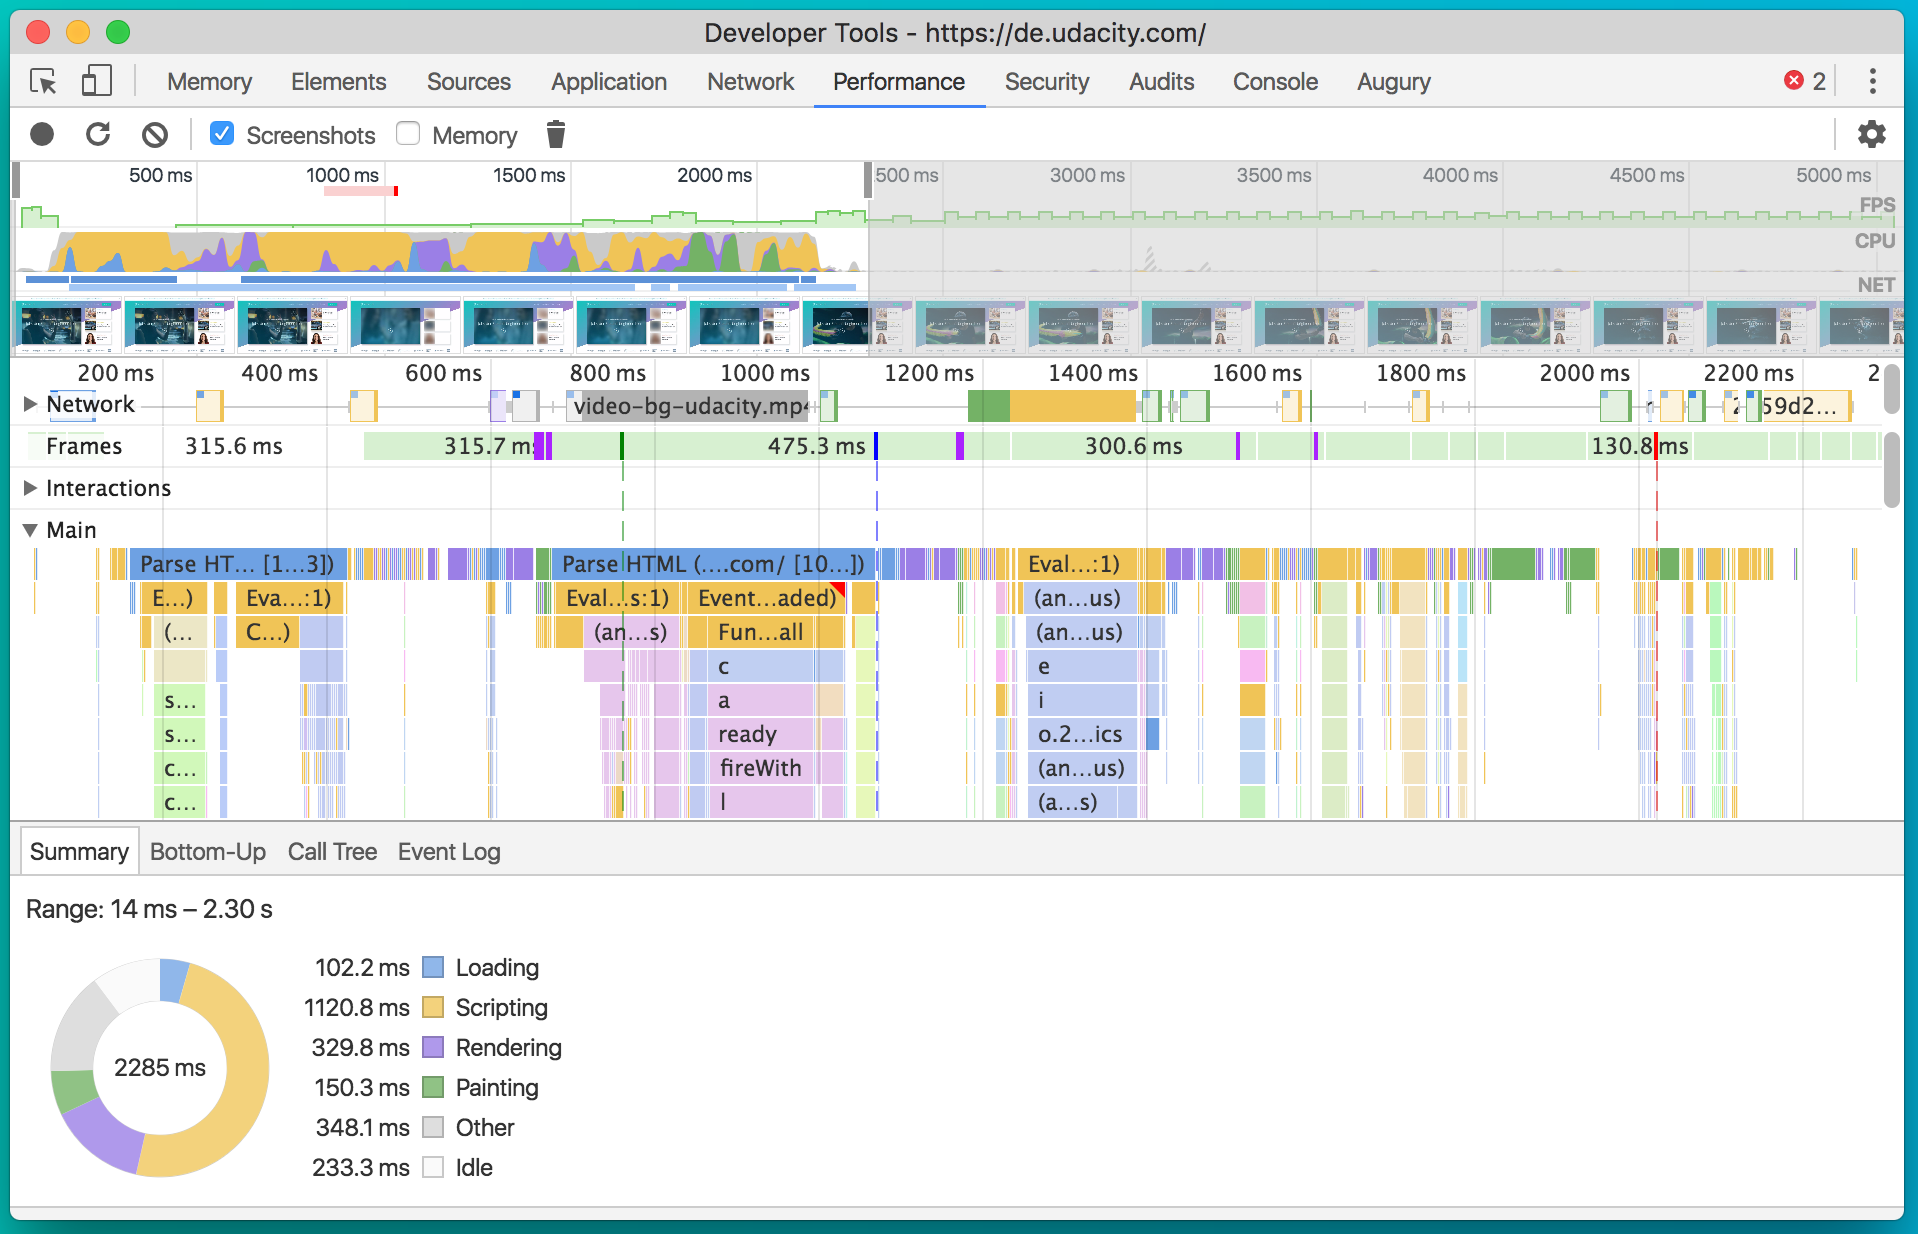 Developer Tools - https://de.udacity.com/
Memory Elements Sources Application Network Performance Security Audits Console Augury 2
Screenshots Memory
500 ms 1000 ms 1500 ms 2000 ms 500 ms 3000 ms 3500 ms 4000 ms 4500 ms 5000 ms
FPS
CPU
NET
200 ms 400 ms 600 ms 800 ms 1000 ms 1200 ms 1400 ms 1600 ms 1800 ms 2000 ms 2200 ms 2
Network video-bg-udacity.mp4 59d2...
Frames 315.6 ms 315.7 ms 475.3 ms 300.6 ms 130.8 ms
Interactions
Main
Parse HT... [1...3]) Parse HTML (....com/ [10...]) Eval...:1)
E...) Eva...:1) Eval...s:1) Event...aded) (an...us)
(... C...) (an...s) Fun...all (an...us)
c e
s... a i
s... ready o.2...ics
c... fireWith (an...us)
c... l (a...s)
Summary Bottom-Up Call Tree Event Log
Range: 14 ms – 2.30 s
102.2 ms Loading
1120.8 ms Scripting
329.8 ms Rendering
2285 ms
150.3 ms Painting
348.1 ms Other
233.3 ms Idle